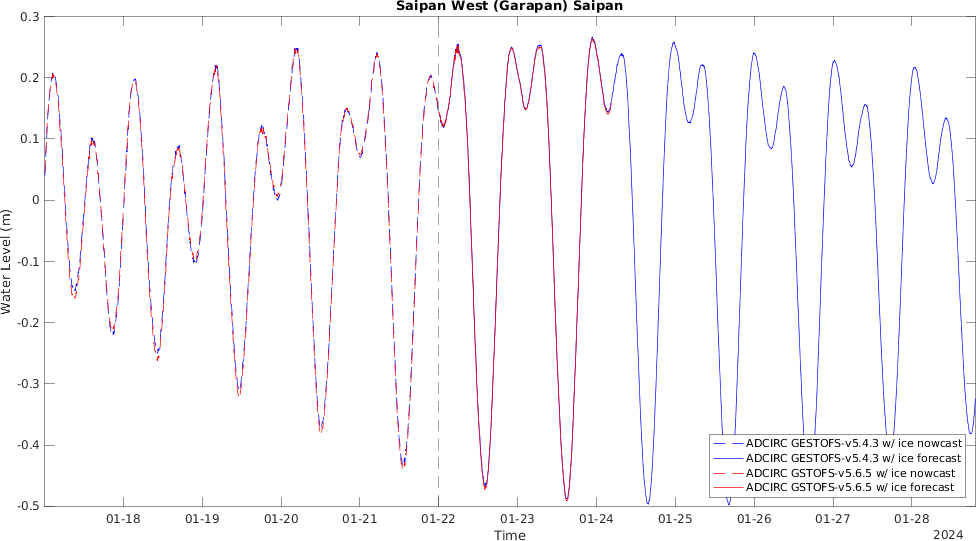 Saipan West (Garapan) Saipan
0.3
0.2
0.1
0
-0.1
-0.2
-0.3
-0.4
-0.5
Water Level (m)
ADCIRC GESTOFS-v5.4.3 w/ ice nowcast
ADCIRC GESTOFS-v5.4.3 w/ ice forecast
ADCIRC GSTOFS-v5.6.5 w/ ice nowcast
ADCIRC GSTOFS-v5.6.5 w/ ice forecast
01-18 01-19 01-20 01-21 01-22 01-23 01-24 01-25 01-26 01-27 01-28
Time
2024